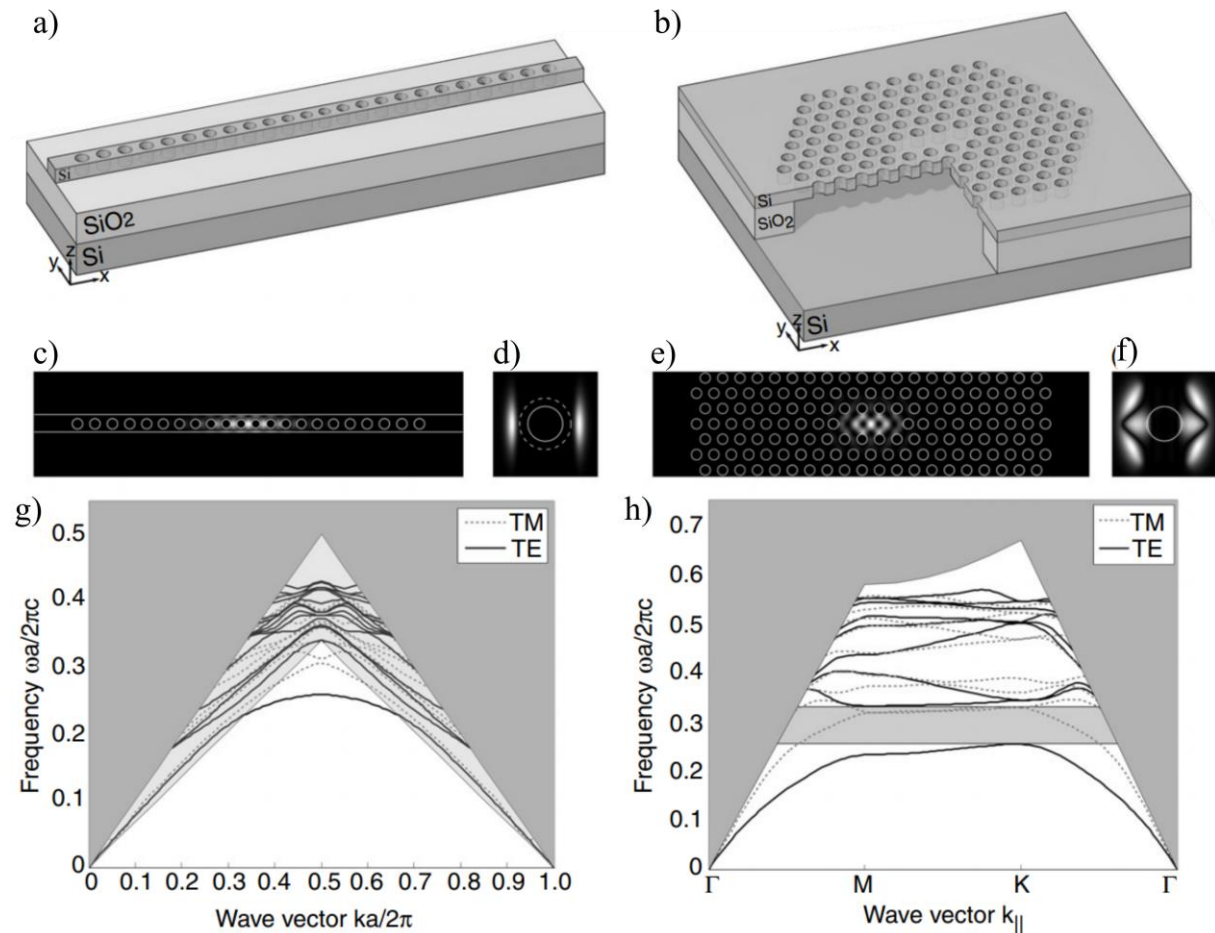 a)
b)
Si
SiO2
Si
z
y
x
Si
SiO2
Si
z
y
x
c)
d)
e)
f)
g)
TM
TE
0.5
0.4
0.3
0.2
0.1
0
Frequency ωa/2πc
0 0.1 0.2 0.3 0.4 0.5 0.6 0.7 0.8 0.9 1.0
Wave vector ka/2π
h)
TM
TE
0.7
0.6
0.5
0.4
0.3
0.2
0.1
0
Frequency ωa/2πc
Γ M K Γ
Wave vector k||